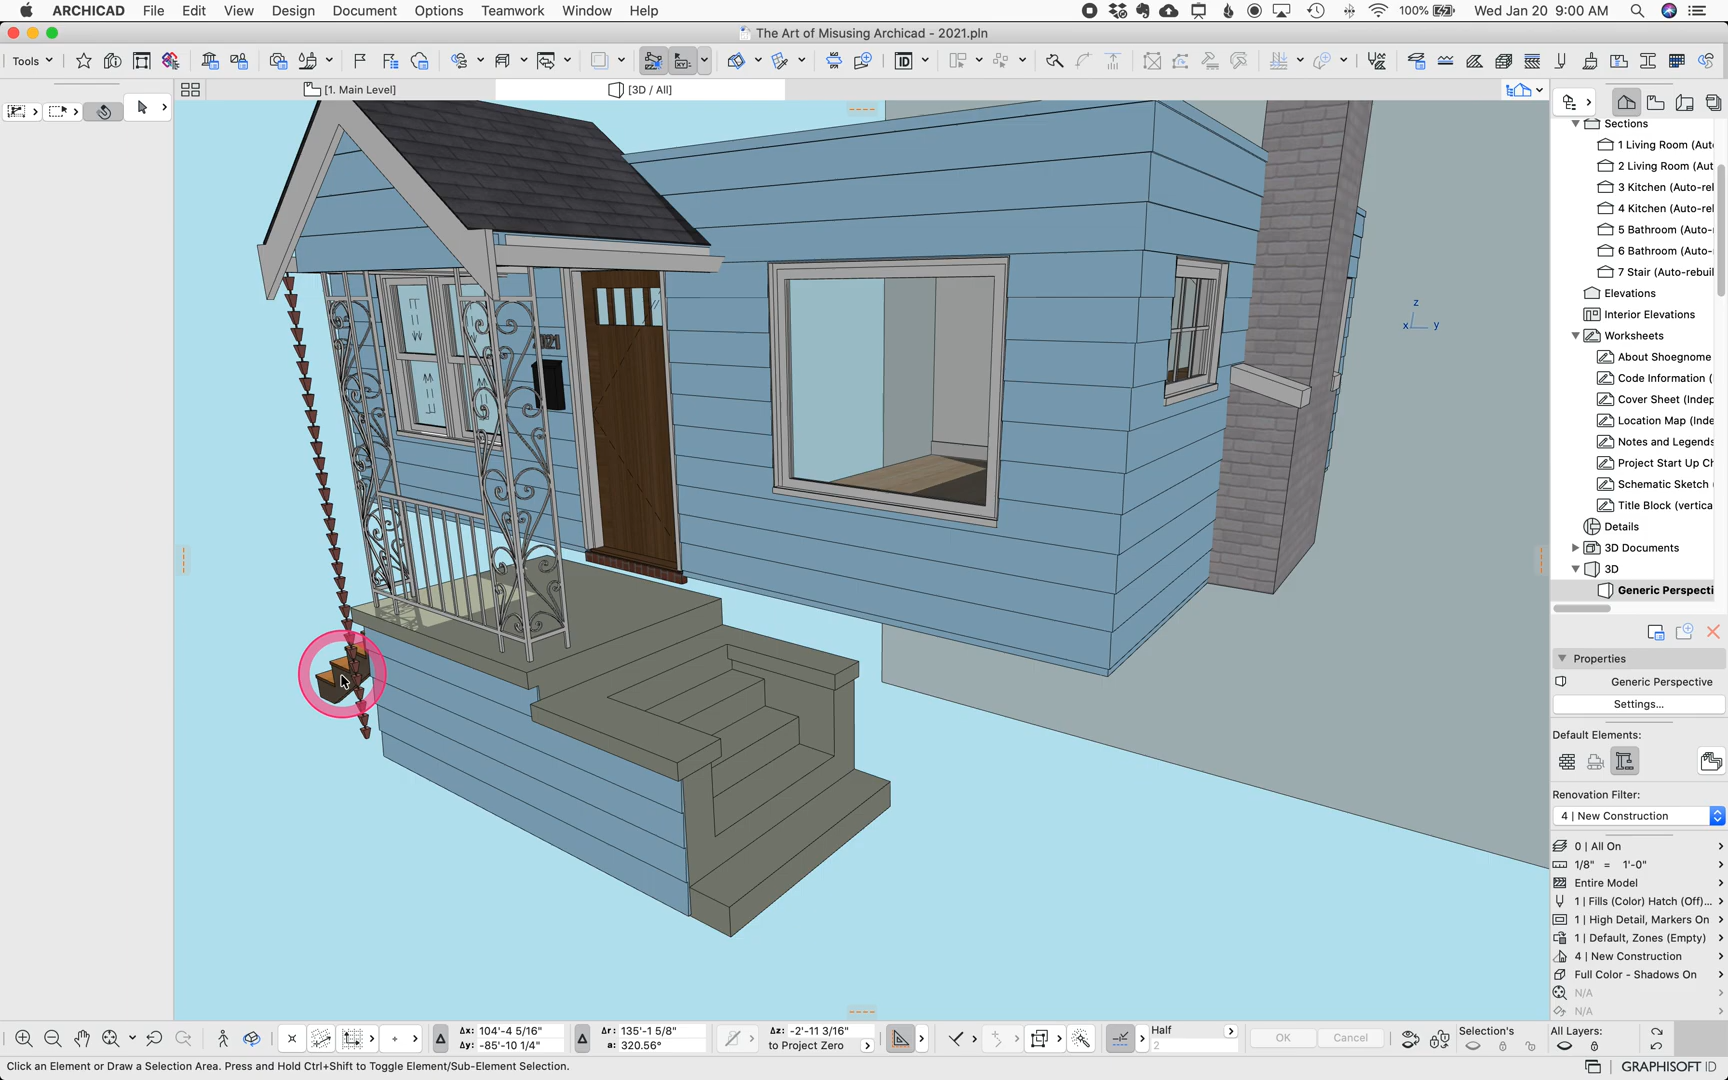 ARCHICAD File Edit View Design Document Options Teamwork Window Help
100% Wed Jan 20 9:00 AM
The Art of Misusing Archicad - 2021.pln
Tools
[1. Main Level]
[3D / All]
Sections
1 Living Room (Aut
2 Living Room (Aut
3 Kitchen (Auto-rel
4 Kitchen (Auto-rel
5 Bathroom (Auto-
6 Bathroom (Auto-
7 Stair (Auto-rebuil
Elevations
Interior Elevations
Worksheets
About Shoegnome
Code Information (
Cover Sheet (Indep
Location Map (Inde
Notes and Legends
Project Start Up Ch
Schematic Sketch
Title Block (vertica
Details
3D Documents
3D
Generic Perspecti
Properties
Generic Perspective
Settings...
Default Elements:
Renovation Filter:
4 | New Construction
0 | All On
1/8" = 1'-0"
Entire Model
1 | Fills (Color) Hatch (Off)...
1 | High Detail, Markers On
1 | Default, Zones (Empty)
4 | New Construction
Full Color - Shadows On
N/A
N/A
z
x y
2021
Δx: 104'-4 5/16"
Δy: -85'-10 1/4"
Δr: 135'-1 5/8"
a: 320.56°
Δz: -2'-11 3/16"
to Project Zero
Half
2
OK
Cancel
Selection's
All Layers:
Click an Element or Draw a Selection Area. Press and Hold Ctrl+Shift to Toggle Element/Sub-Element Selection.
GRAPHISOFT ID